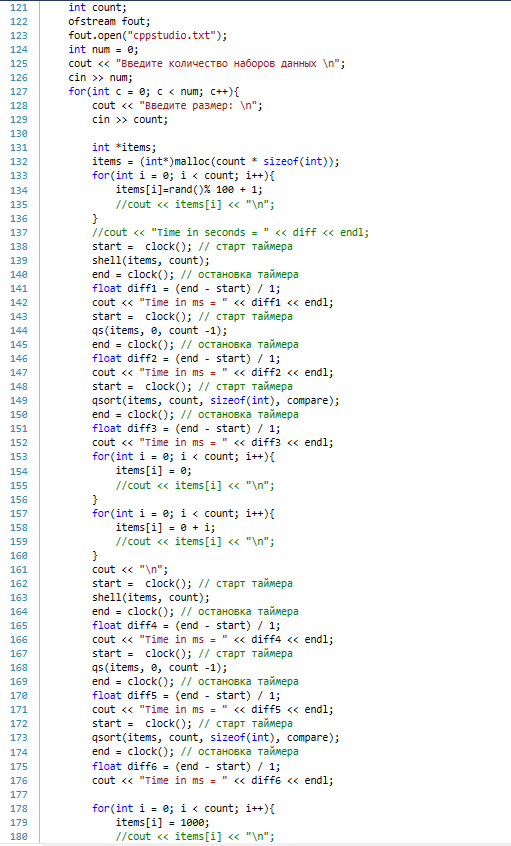 121 int count;
122 ofstream fout;
123 fout.open("cppstudio.txt");
124 int num = 0;
125 cout << "Введите количество наборов данных \n";
126 cin >> num;
127 for(int c = 0; c < num; c++){
128 cout << "Введите размер: \n";
129 cin >> count;
130
131 int *items;
132 items = (int*)malloc(count * sizeof(int));
133 for(int i = 0; i < count; i++){
134 items[i]=rand()% 100 + 1;
135 //cout << items[i] << "\n";
136 }
137 //cout << "Time in seconds = " << diff << endl;
138 start =  clock(); // старт таймера
139 shell(items, count);
140 end = clock(); // остановка таймера
141 float diff1 = (end - start) / 1;
142 cout << "Time in ms = " << diff1 << endl;
143 start =  clock(); // старт таймера
144 qs(items, 0, count -1);
145 end = clock(); // остановка таймера
146 float diff2 = (end - start) / 1;
147 cout << "Time in ms = " << diff2 << endl;
148 start =  clock(); // старт таймера
149 qsort(items, count, sizeof(int), compare);
150 end = clock(); // остановка таймера
151 float diff3 = (end - start) / 1;
152 cout << "Time in ms = " << diff3 << endl;
153 for(int i = 0; i < count; i++){
154 items[i] = 0;
155 //cout << items[i] << "\n";
156 }
157 for(int i = 0; i < count; i++){
158 items[i] = 0 + i;
159 //cout << items[i] << "\n";
160 }
161 cout << "\n";
162 start =  clock(); // старт таймера
163 shell(items, count);
164 end = clock(); // остановка таймера
165 float diff4 = (end - start) / 1;
166 cout << "Time in ms = " << diff4 << endl;
167 start =  clock(); // старт таймера
168 qs(items, 0, count -1);
169 end = clock(); // остановка таймера
170 float diff5 = (end - start) / 1;
171 cout << "Time in ms = " << diff5 << endl;
172 start =  clock(); // старт таймера
173 qsort(items, count, sizeof(int), compare);
174 end = clock(); // остановка таймера
175 float diff6 = (end - start) / 1;
176 cout << "Time in ms = " << diff6 << endl;
177
178 for(int i = 0; i < count; i++){
179 items[i] = 1000;
180 //cout << items[i] << "\n";